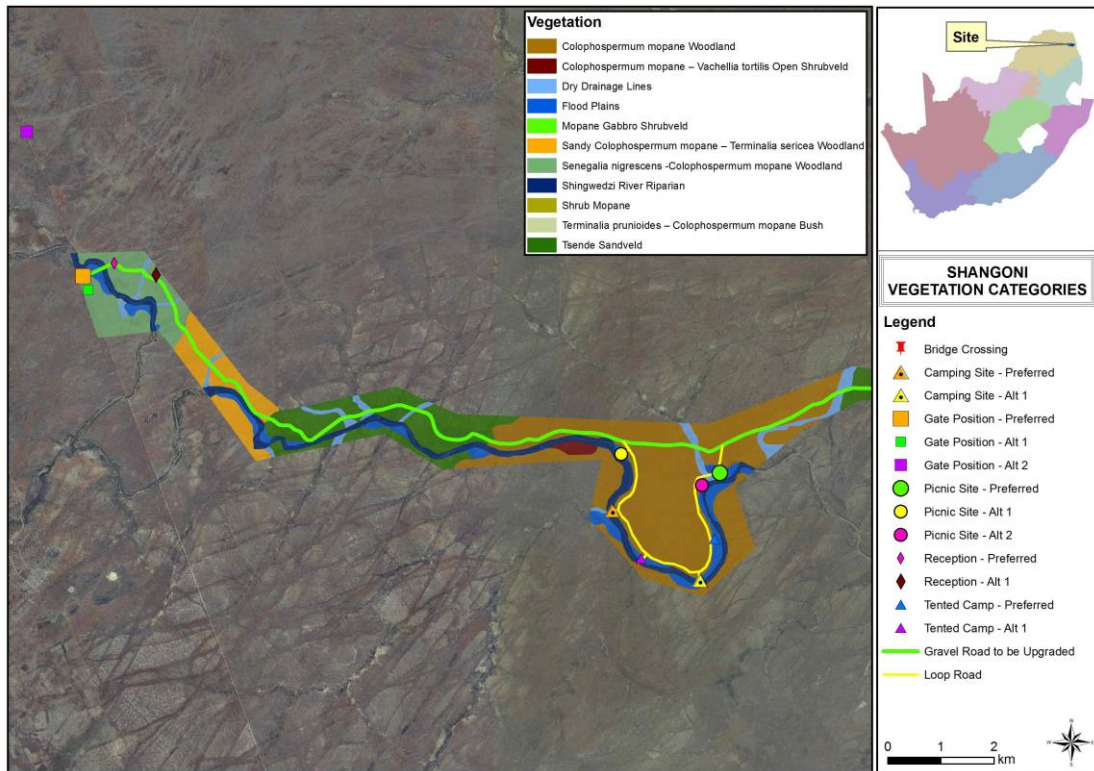 Vegetation
Colophospermum mopane Woodland
Colophospermum mopane – Vachellia tortilis Open Shrubveld
Dry Drainage Lines
Flood Plains
Mopane Gabbro Shrubveld
Sandy Colophospermum mopane – Terminalia sericea Woodland
Senegalia nigrescens -Colophospermum mopane Woodland
Shingwedzi River Riparian
Shrub Mopane
Terminalia prunioides – Colophospermum mopane Bush
Tsende Sandveld
Site
SHANGONI
VEGETATION CATEGORIES
Legend
Bridge Crossing
Camping Site - Preferred
Camping Site - Alt 1
Gate Position - Preferred
Gate Position - Alt 1
Gate Position - Alt 2
Picnic Site - Preferred
Picnic Site - Alt 1
Picnic Site - Alt 2
Reception - Preferred
Reception - Alt 1
Tented Camp - Preferred
Tented Camp - Alt 1
Gravel Road to be Upgraded
Loop Road
N
W E
S
0 1 2
km